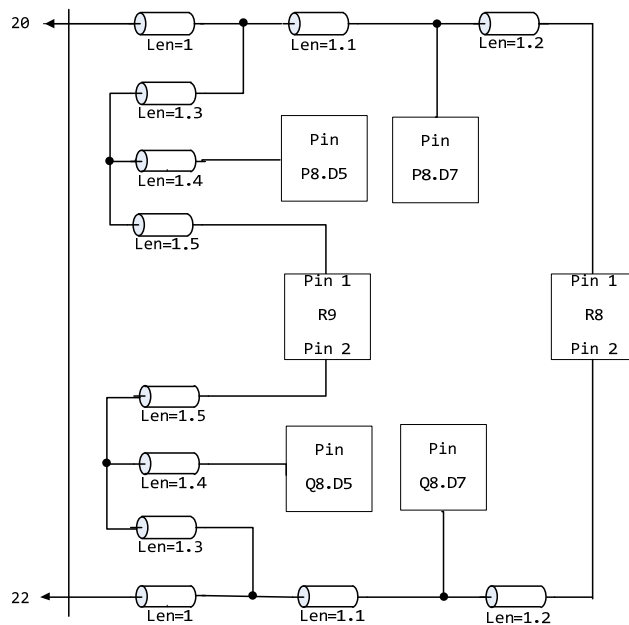 20
Len=1
Len=1.1
Len=1.2
Len=1.3
Pin
P8.D5
Pin
P8.D7
Len=1.4
Len=1.5
Pin 1
R9
Pin 2
Pin 1
R8
Pin 2
Len=1.5
Pin
Q8.D5
Pin
Q8.D7
Len=1.4
Len=1.3
22
Len=1
Len=1.1
Len=1.2